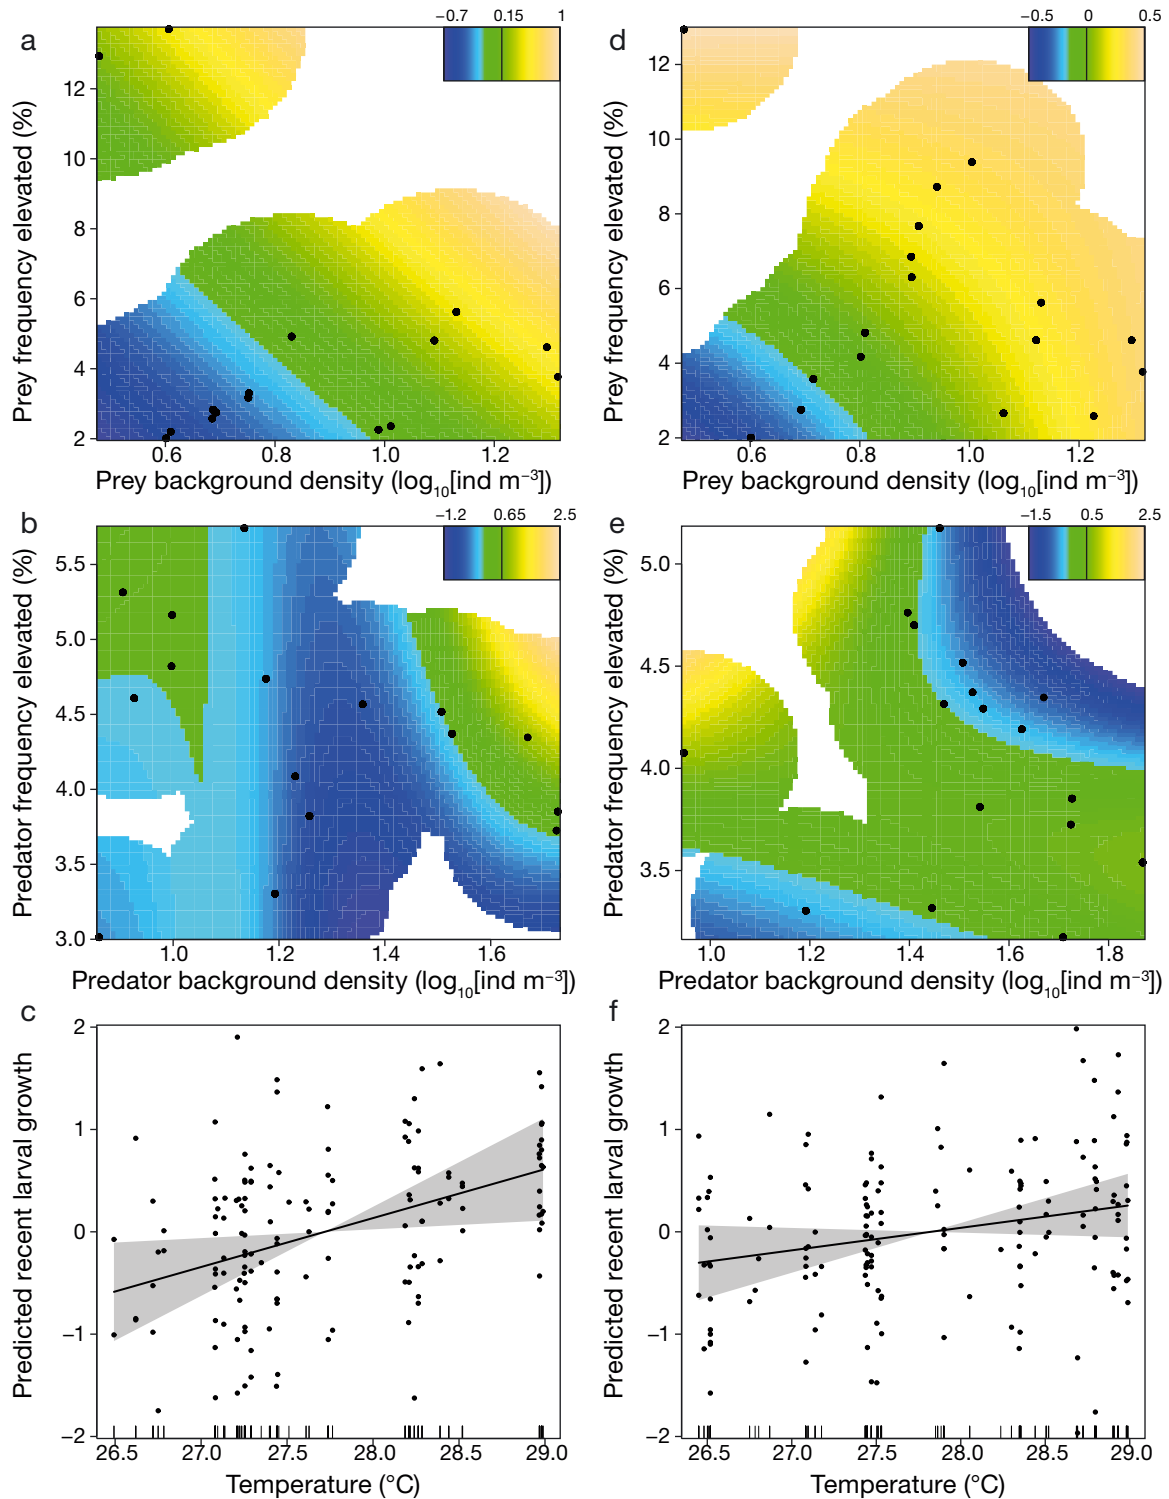 a
−0.7 0.15 1
Prey frequency elevated (%)
12
10
8
6
4
2
0.6 0.8 1.0 1.2
Prey background density (log10[ind m−3])
d
−0.5 0 0.5
Prey frequency elevated (%)
12
10
8
6
4
2
0.6 0.8 1.0 1.2
Prey background density (log10[ind m−3])
b
−1.2 0.65 2.5
Predator frequency elevated (%)
5.5
5.0
4.5
4.0
3.5
3.0
1.0 1.2 1.4 1.6
Predator background density (log10[ind m−3])
e
−1.5 0.5 2.5
Predator frequency elevated (%)
5.0
4.5
4.0
3.5
1.0 1.2 1.4 1.6 1.8
Predator background density (log10[ind m−3])
c
Predicted recent larval growth
2
1
0
−1
−2
26.5 27.0 27.5 28.0 28.5 29.0
Temperature (°C)
f
Predicted recent larval growth
2
1
0
−1
−2
26.5 27.0 27.5 28.0 28.5 29.0
Temperature (°C)